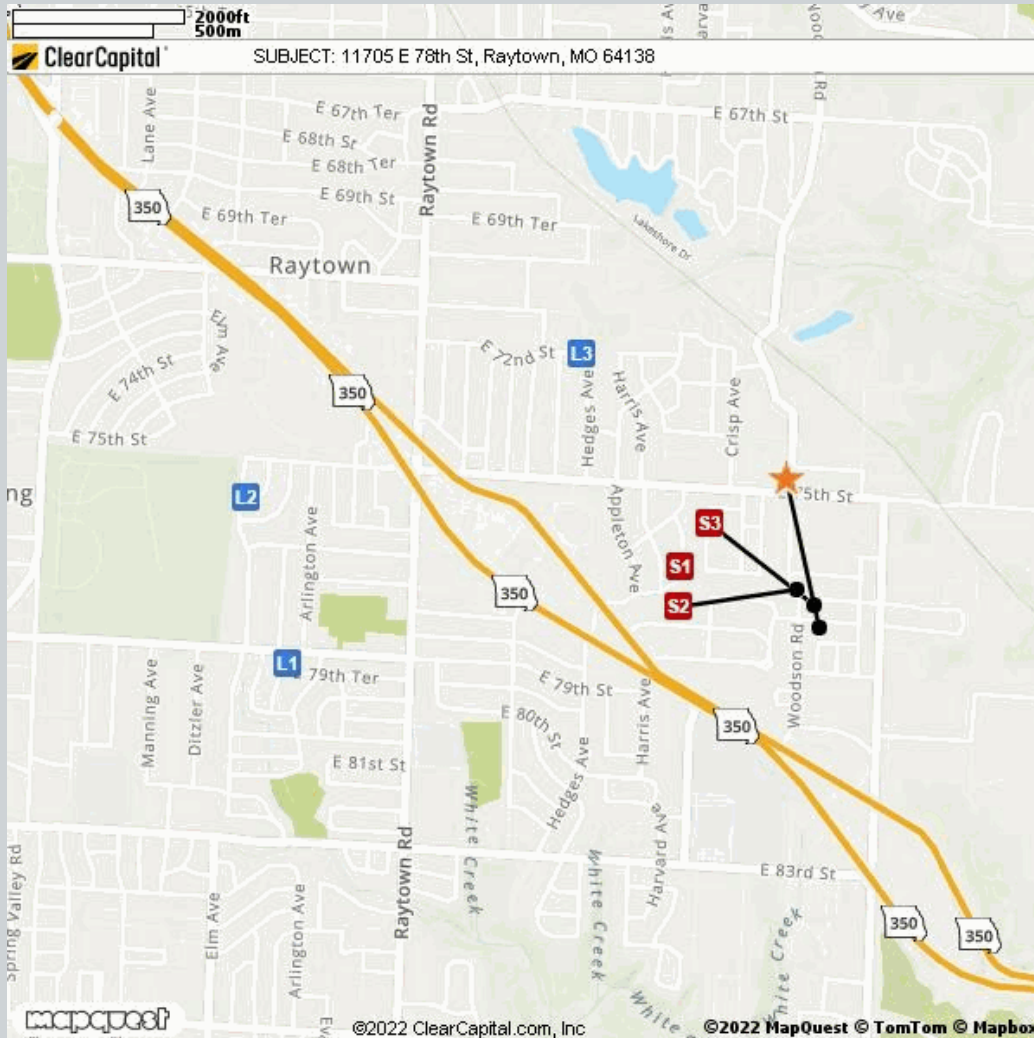 2000ft
500m
Ave
ClearCapital
SUBJECT: 11705 E 78th St, Raytown, MO 64138
Lane Ave
E 67th Ter
E 67th St
Rd
E 68th St
E 68th Ter
Raytown Rd
E 69th St
350
E 69th Ter
E 69th Ter
Lakeshore Dr
Raytown
Elm Ave
E 72nd St
L3
E 74th St
350
Hedges Ave
Harris Ave
Crisp Ave
E 75th St
ng
L2
75th St
S3
Arlington Ave
Appleton Ave
S1
350
S2
L1
E 79th Ter
Manning Ave
Ditzler Ave
E 79th St
Harris Ave
Woodson Rd
E 80th St
350
E 81st St
Hedges Ave
White Creek
Harvard Ave
Raytown Rd
E 83rd St
Spring Valley Rd
Elm Ave
Arlington Ave
White Creek
White Creek
350
350
White
mapquest
©2022 ClearCapital.com, Inc
©2022 MapQuest © TomTom © Mapbox